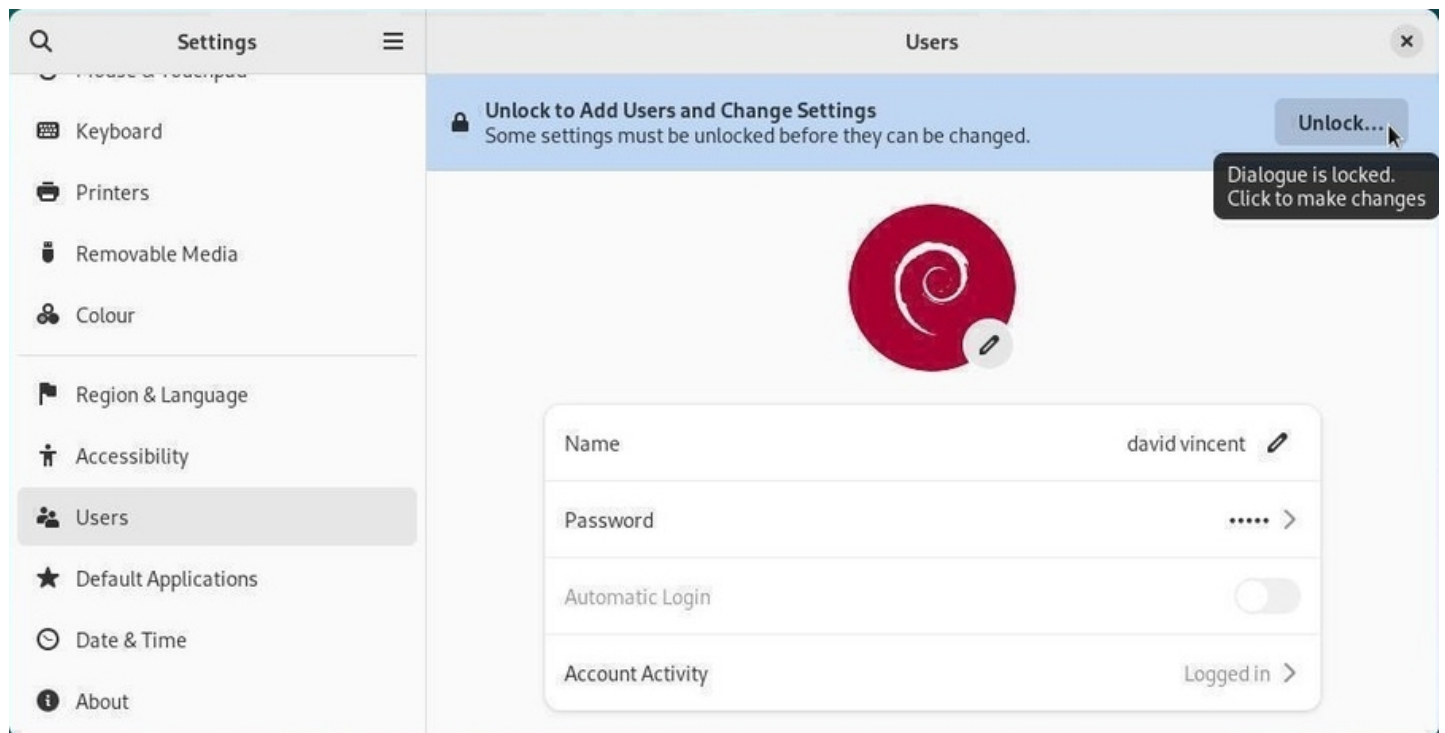 Settings
Mouse & Touchpad
Keyboard
Printers
Removable Media
Colour
Region & Language
Accessibility
Users
Default Applications
Date & Time
About
Users
Unlock to Add Users and Change Settings
Some settings must be unlocked before they can be changed.
Unlock...
Dialogue is locked.
Click to make changes
Name
david vincent
Password
•••••
Automatic Login
Account Activity
Logged in